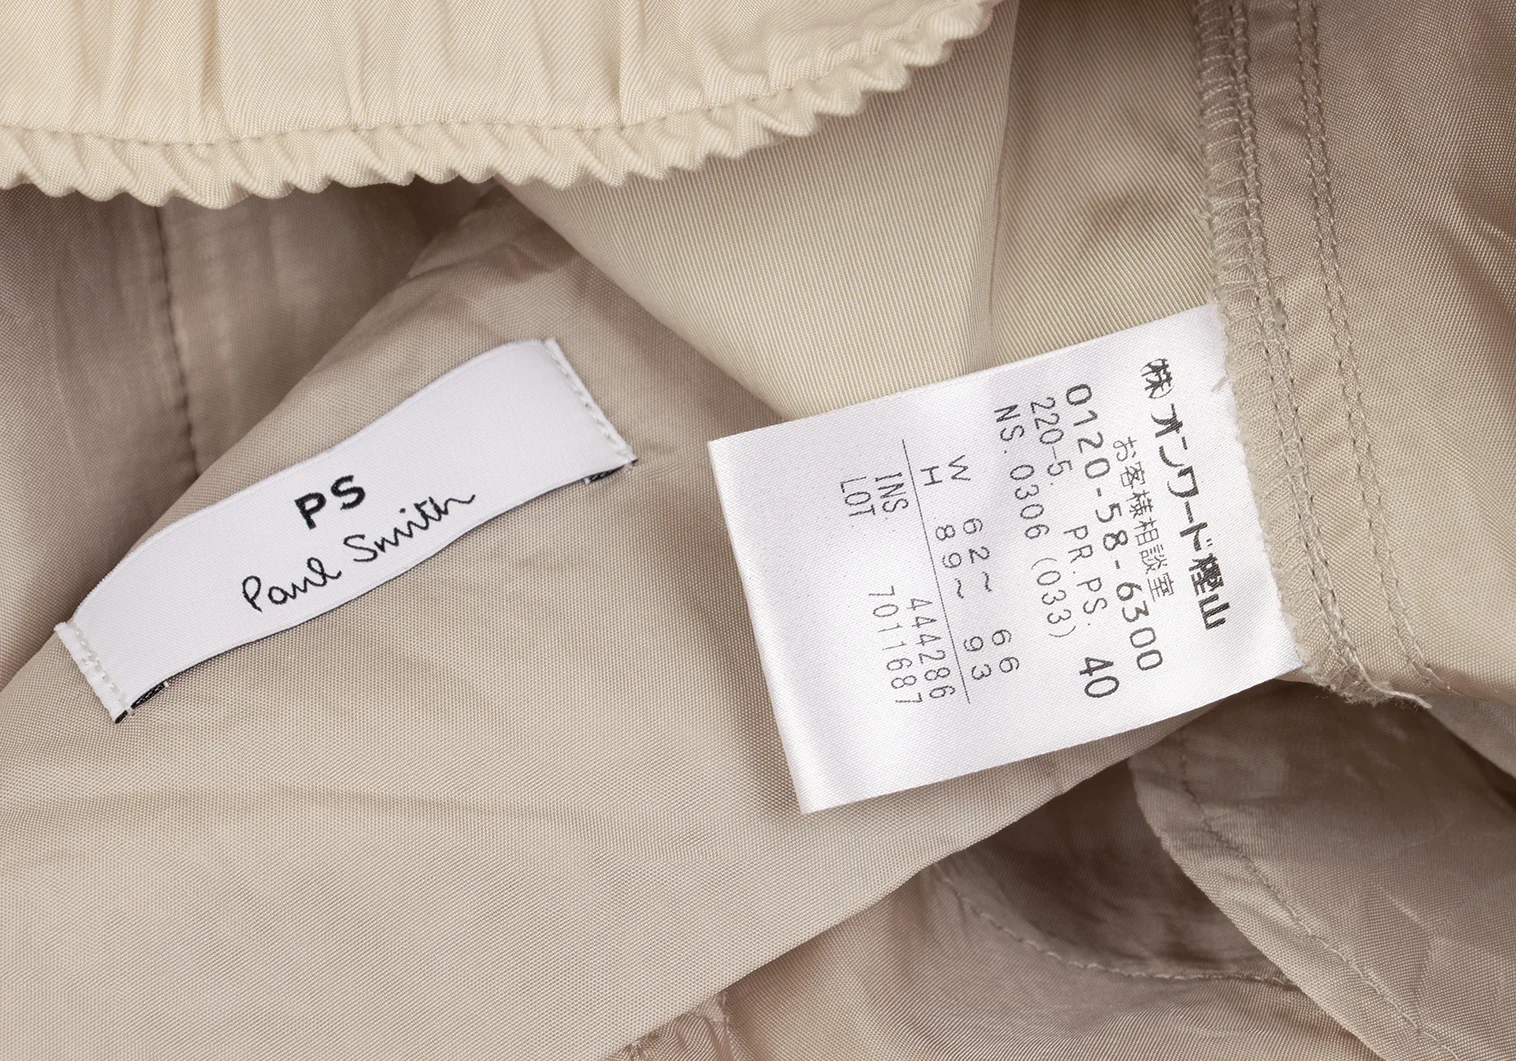 PS
Paul Smith
㈱オンワード樫山
お客様相談室
0120-58-6300
220-5. PR.PS. 40
NS. 0306 (033)
W 62~ 66
H 89~ 93
INS. 444286
LOT. 7011687